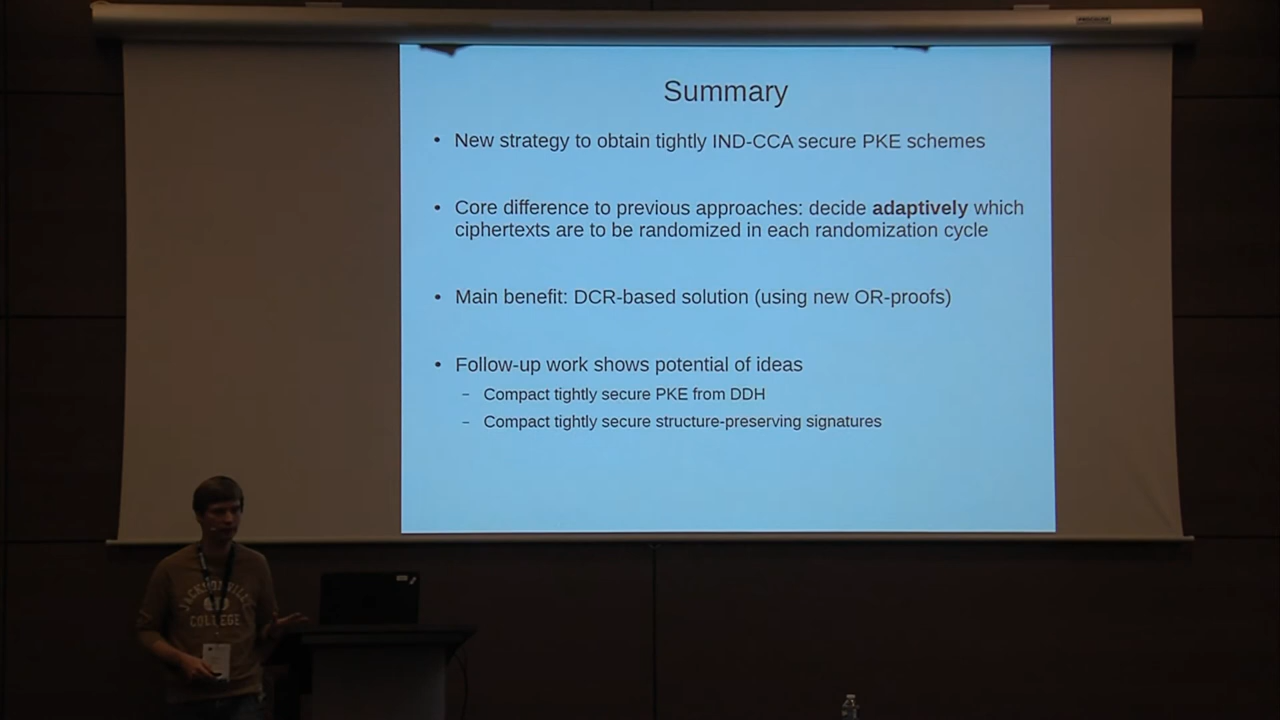 Summary
• New strategy to obtain tightly IND-CCA secure PKE schemes
• Core difference to previous approaches: decide adaptively which
ciphertexts are to be randomized in each randomization cycle
• Main benefit: DCR-based solution (using new OR-proofs)
• Follow-up work shows potential of ideas
– Compact tightly secure PKE from DDH
– Compact tightly secure structure-preserving signatures
JACKSONVILLE
COLLEGE